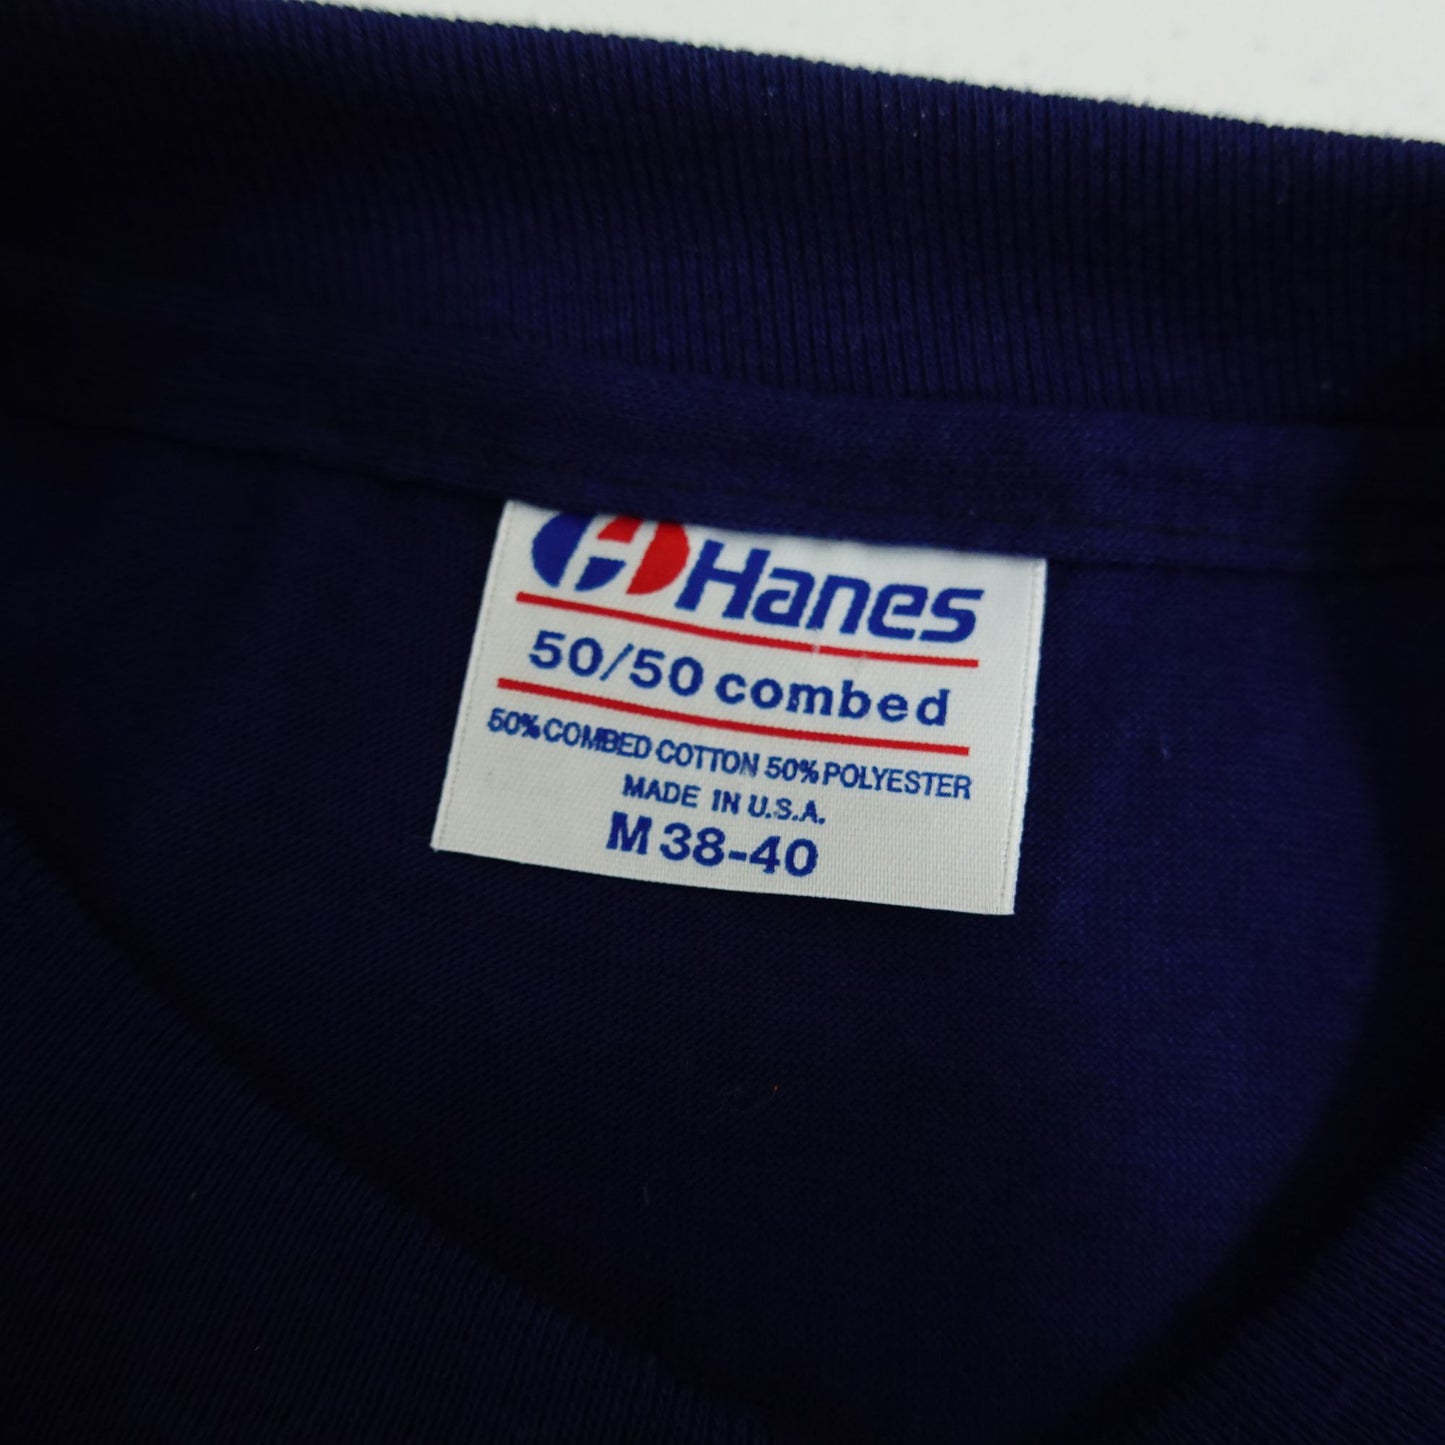 Hanes
50/50 combed
50% COMBED COTTON 50% POLYESTER
MADE IN U.S.A.
M 38-40